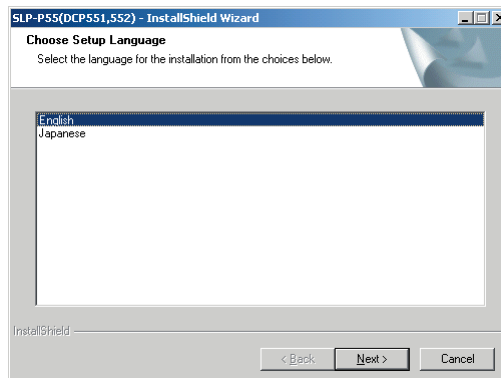 SLP-P55(DCP551,552) - InstallShield Wizard
Choose Setup Language
Select the language for the installation from the choices below.
English
Japanese
InstallShield
< Back
Next >
Cancel